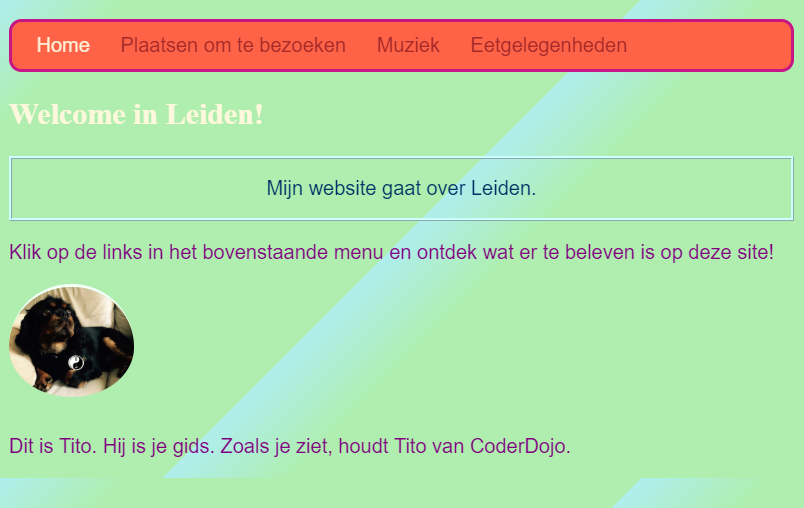 Home Plaatsen om te bezoeken Muziek Eetgelegenheden
Welcome in Leiden!
Mijn website gaat over Leiden.
Klik op de links in het bovenstaande menu en ontdek wat er te beleven is op deze site!
Dit is Tito. Hij is je gids. Zoals je ziet, houdt Tito van CoderDojo.